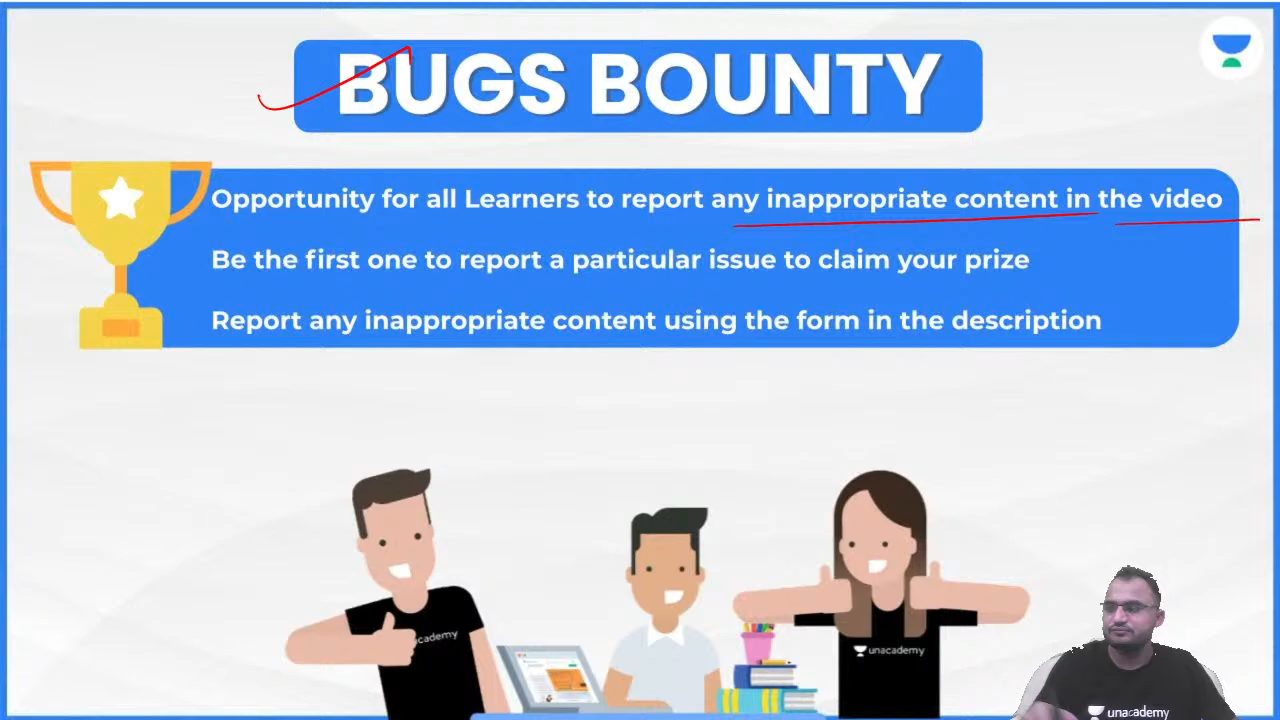 BUGS BOUNTY
Opportunity for all Learners to report any inappropriate content in the video
Be the first one to report a particular issue to claim your prize
Report any inappropriate content using the form in the description
unacademy
unacademy
unacademy